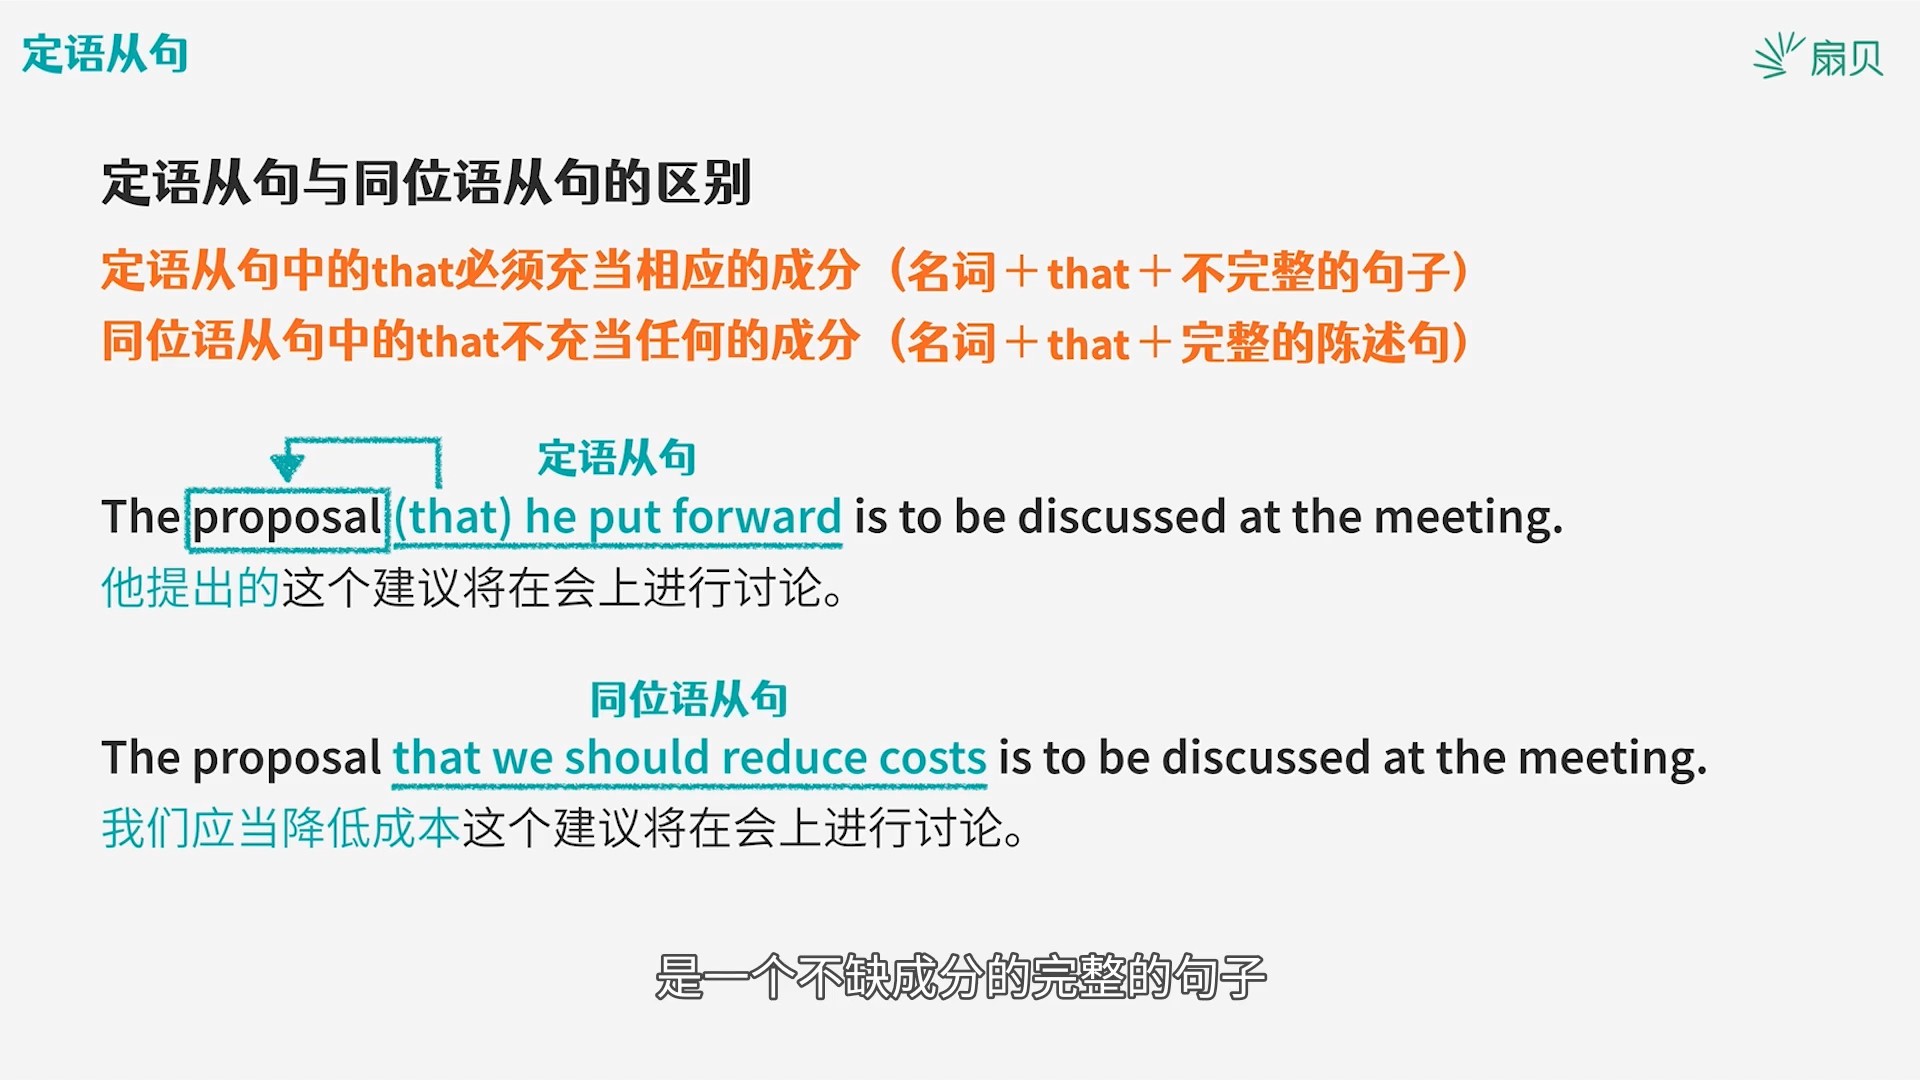 定语从句
扇贝
定语从句与同位语从句的区别
定语从句中的that必须充当相应的成分（名词＋that＋不完整的句子）
同位语从句中的that不充当任何的成分（名词＋that＋完整的陈述句）
定语从句
The proposal (that) he put forward is to be discussed at the meeting.
他提出的这个建议将在会上进行讨论。
同位语从句
The proposal that we should reduce costs is to be discussed at the meeting.
我们应当降低成本这个建议将在会上进行讨论。
是一个不缺成分的完整的句子